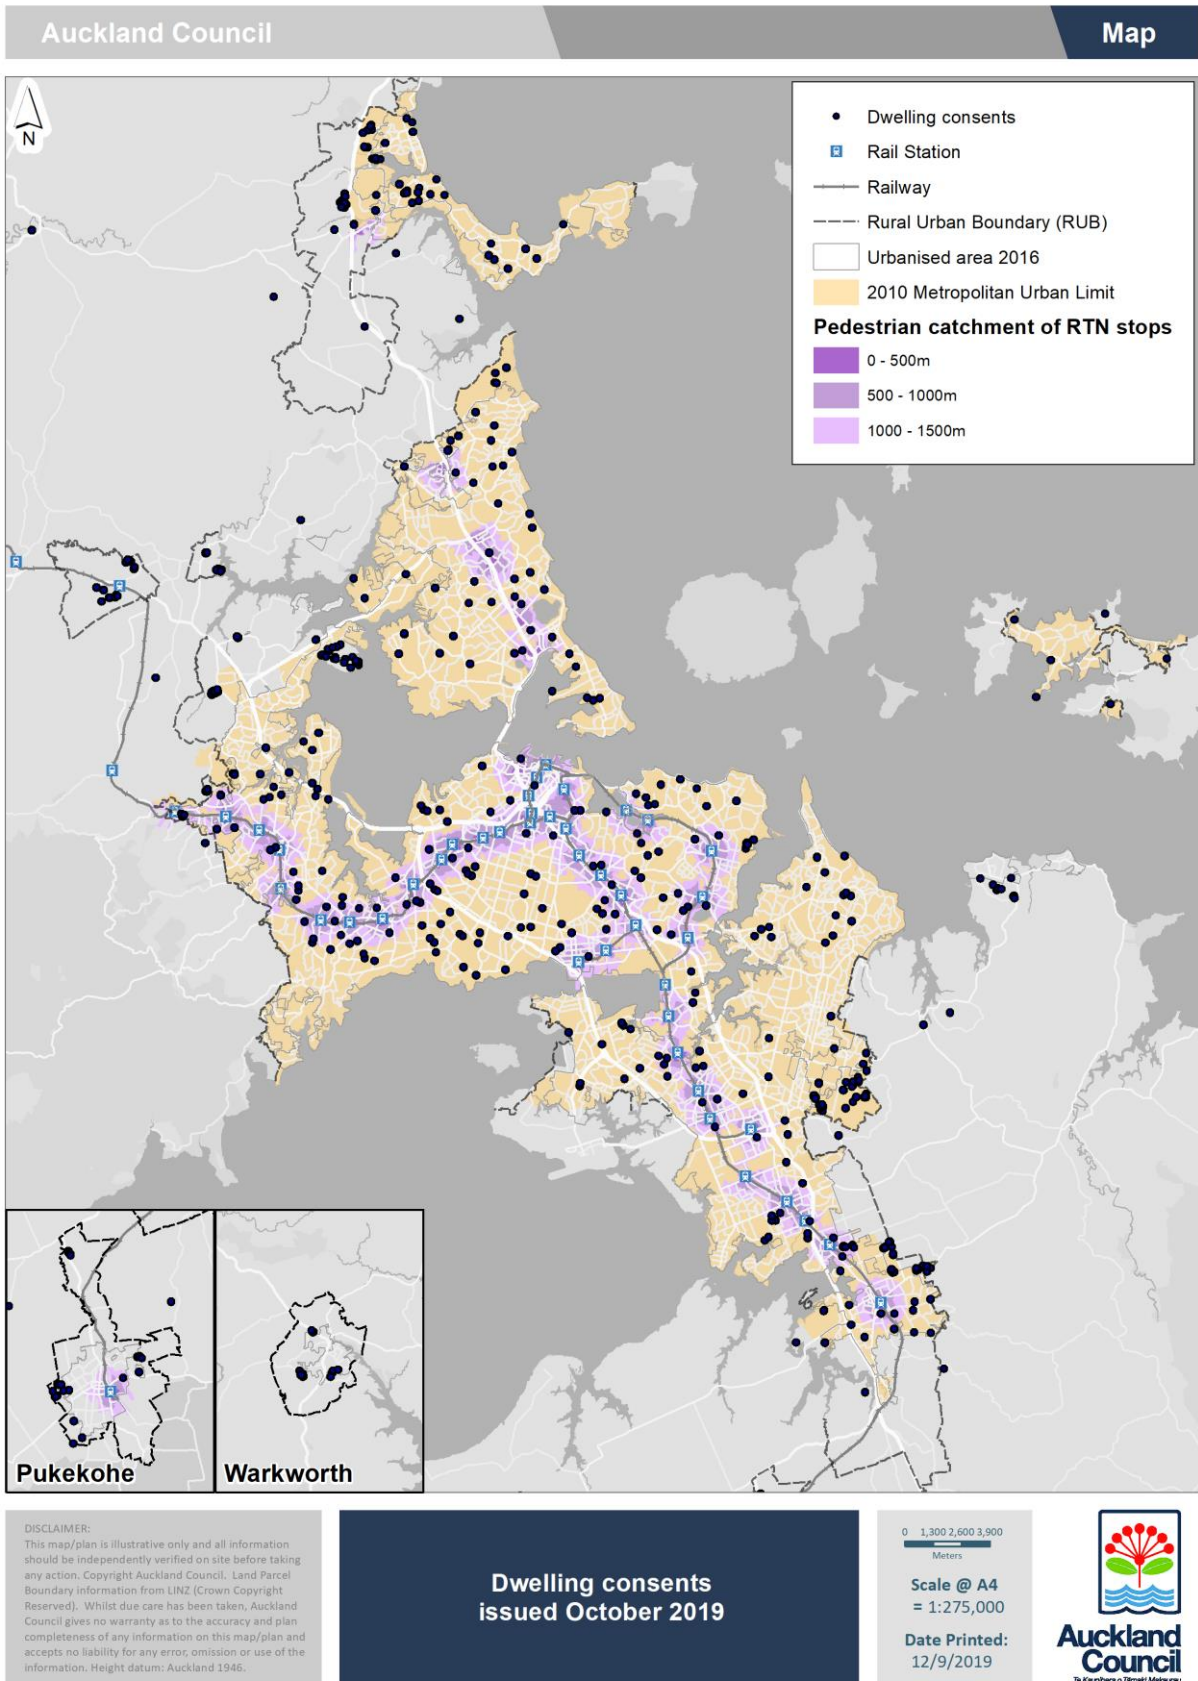 Auckland Council
Map
N
Dwelling consents
Rail Station
Railway
Rural Urban Boundary (RUB)
Urbanised area 2016
2010 Metropolitan Urban Limit
Pedestrian catchment of RTN stops
0 - 500m
500 - 1000m
1000 - 1500m
Pukekohe
Warkworth
DISCLAIMER:
This map/plan is illustrative only and all information
should be independently verified on site before taking
any action. Copyright Auckland Council. Land Parcel
Boundary information from LINZ (Crown Copyright
Reserved). Whilst due care has been taken, Auckland
Council gives no warranty as to the accuracy and plan
completeness of any information on this map/plan and
accepts no liability for any error, omission or use of the
information. Height datum: Auckland 1946.
Dwelling consents
issued October 2019
0 1,300 2,600 3,900
Meters
Scale @ A4
= 1:275,000
Date Printed:
12/9/2019
Auckland
Council
Te Kaunihera o Tāmaki Makaurau